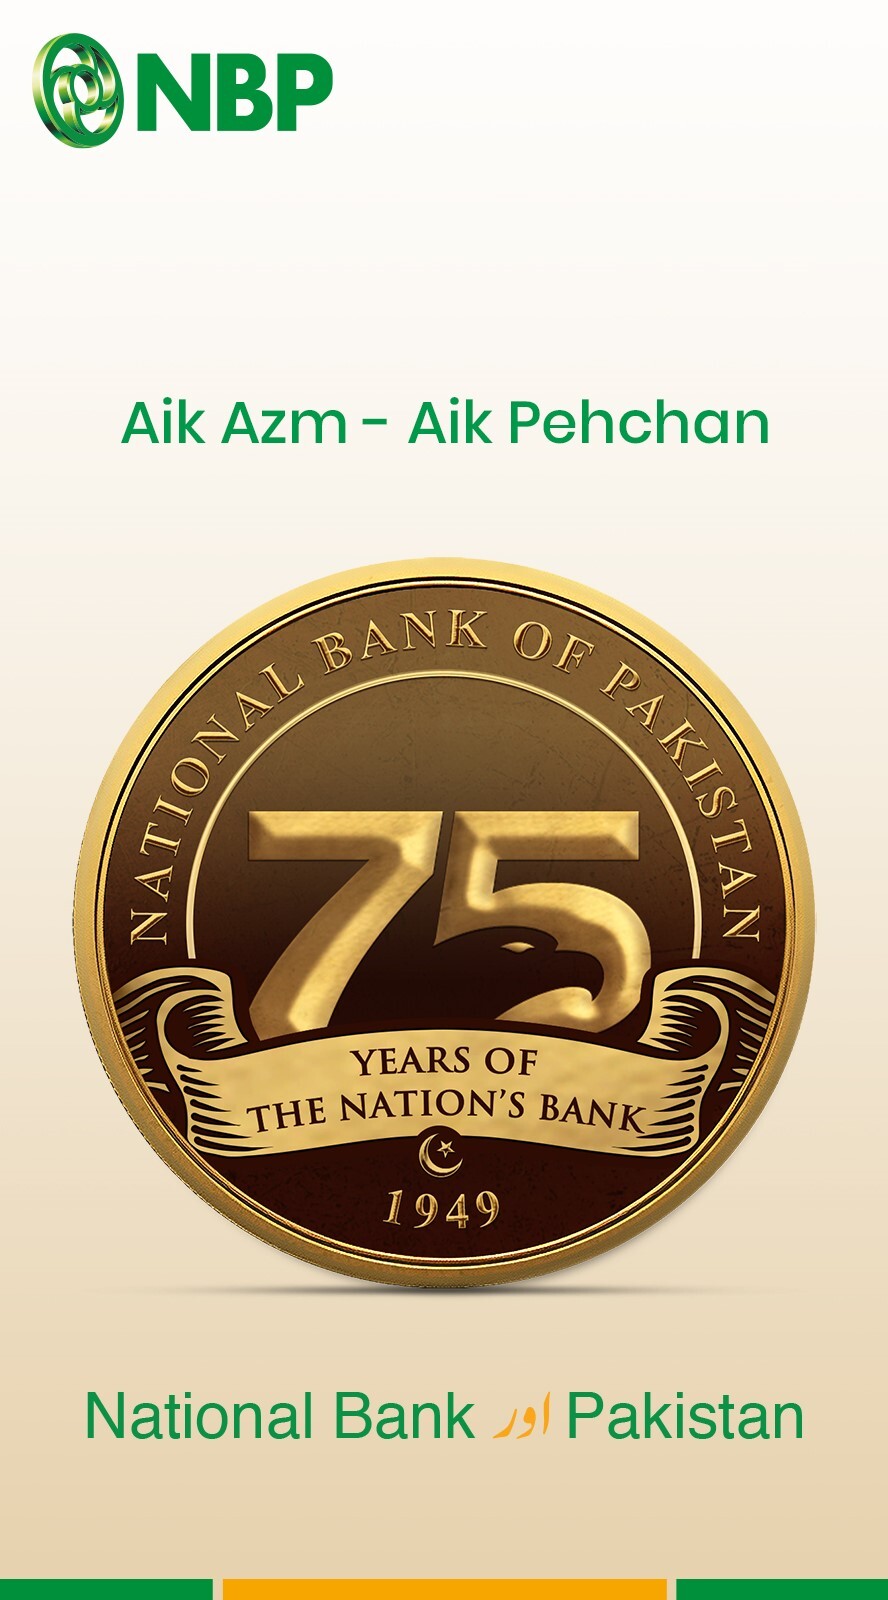 NBP
Aik Azm - Aik Pehchan
NATIONAL BANK OF PAKISTAN
75
YEARS OF
THE NATION'S BANK
1949
National Bank اور Pakistan